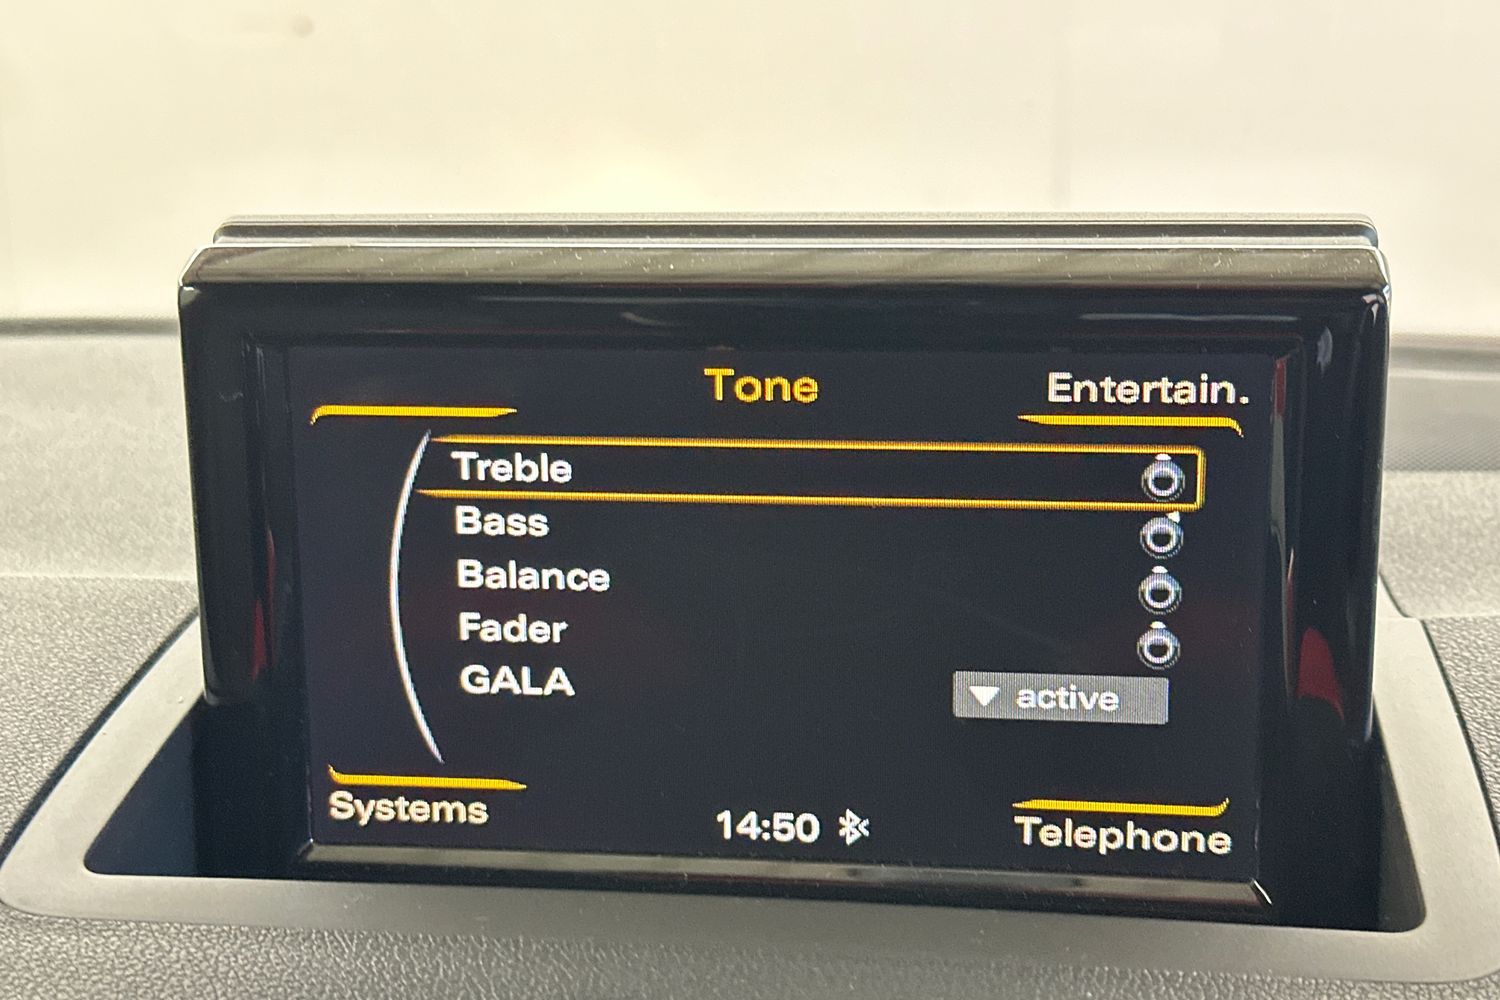 Tone
Entertain.
Treble
Bass
Balance
Fader
GALA
active
Systems
14:50
Telephone